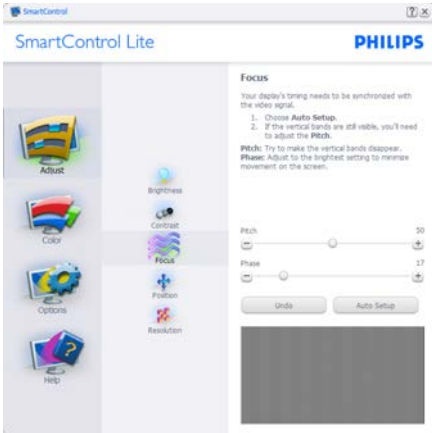 SmartControl
SmartControl Lite
PHILIPS
Adjust
Color
Options
Help
Brightness
Contrast
Focus
Position
Resolution
Focus
Your display's timing needs to be synchronized with
the video signal.
1. Choose Auto Setup.
2. If the vertical bands are still visible, you'll need
to adjust the Pitch.
Pitch: Try to make the vertical bands disappear.
Phase: Adjust to the brightest setting to minimize
movement on the screen.
Pitch 50
Phase 17
Undo Auto Setup